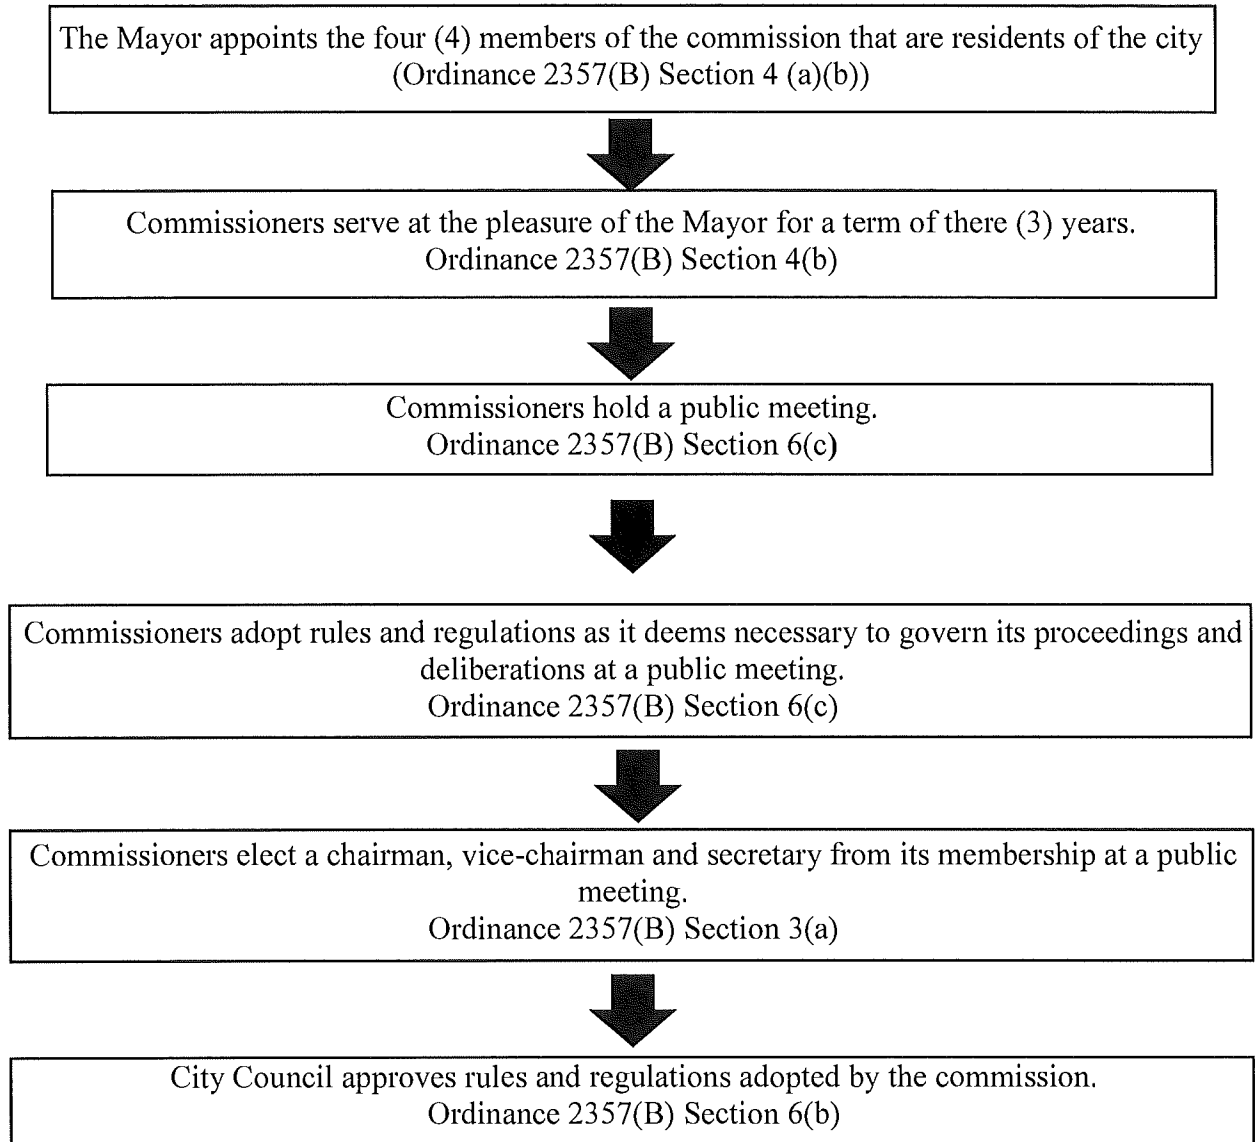 The Mayor appoints the four (4) members of the commission that are residents of the city
(Ordinance 2357(B) Section 4 (a)(b))
Commissioners serve at the pleasure of the Mayor for a term of there (3) years.
Ordinance 2357(B) Section 4(b)
Commissioners hold a public meeting.
Ordinance 2357(B) Section 6(c)
Commissioners adopt rules and regulations as it deems necessary to govern its proceedings and
deliberations at a public meeting.
Ordinance 2357(B) Section 6(c)
Commissioners elect a chairman, vice-chairman and secretary from its membership at a public
meeting.
Ordinance 2357(B) Section 3(a)
City Council approves rules and regulations adopted by the commission.
Ordinance 2357(B) Section 6(b)